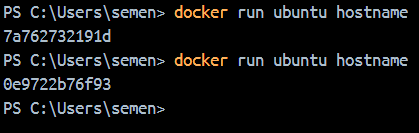 PS C:\Users\semen> docker run ubuntu hostname
7a762732191d
PS C:\Users\semen> docker run ubuntu hostname
0e9722b76f93
PS C:\Users\semen>